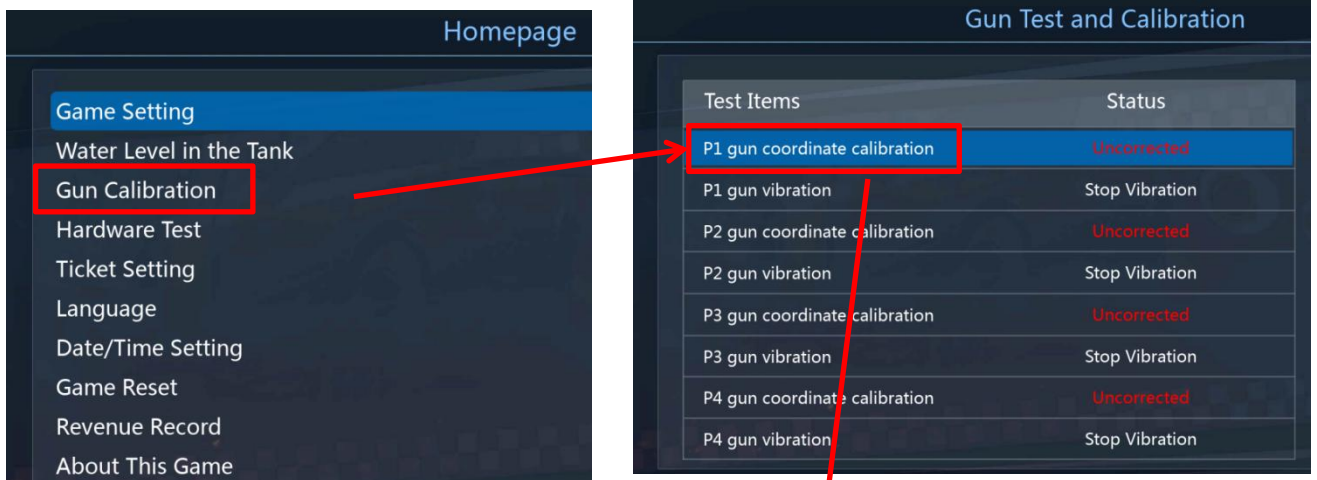 Homepage
Game Setting
Water Level in the Tank
Gun Calibration
Hardware Test
Ticket Setting
Language
Date/Time Setting
Game Reset
Revenue Record
About This Game
Gun Test and Calibration
Test Items Status
P1 gun coordinate calibration Uncorrected
P1 gun vibration Stop Vibration
P2 gun coordinate calibration Uncorrected
P2 gun vibration Stop Vibration
P3 gun coordinate calibration Uncorrected
P3 gun vibration Stop Vibration
P4 gun coordinate calibration Uncorrected
P4 gun vibration Stop Vibration